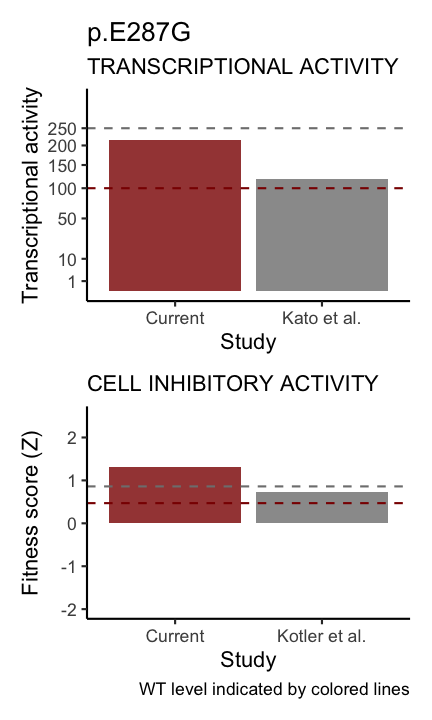 p.E287G
TRANSCRIPTIONAL ACTIVITY
Transcriptional activity
250
200
150
100
50
10
1
Current
Kato et al.
Study
CELL INHIBITORY ACTIVITY
Fitness score (Z)
2
1
0
-1
-2
Current
Kotler et al.
Study
WT level indicated by colored lines